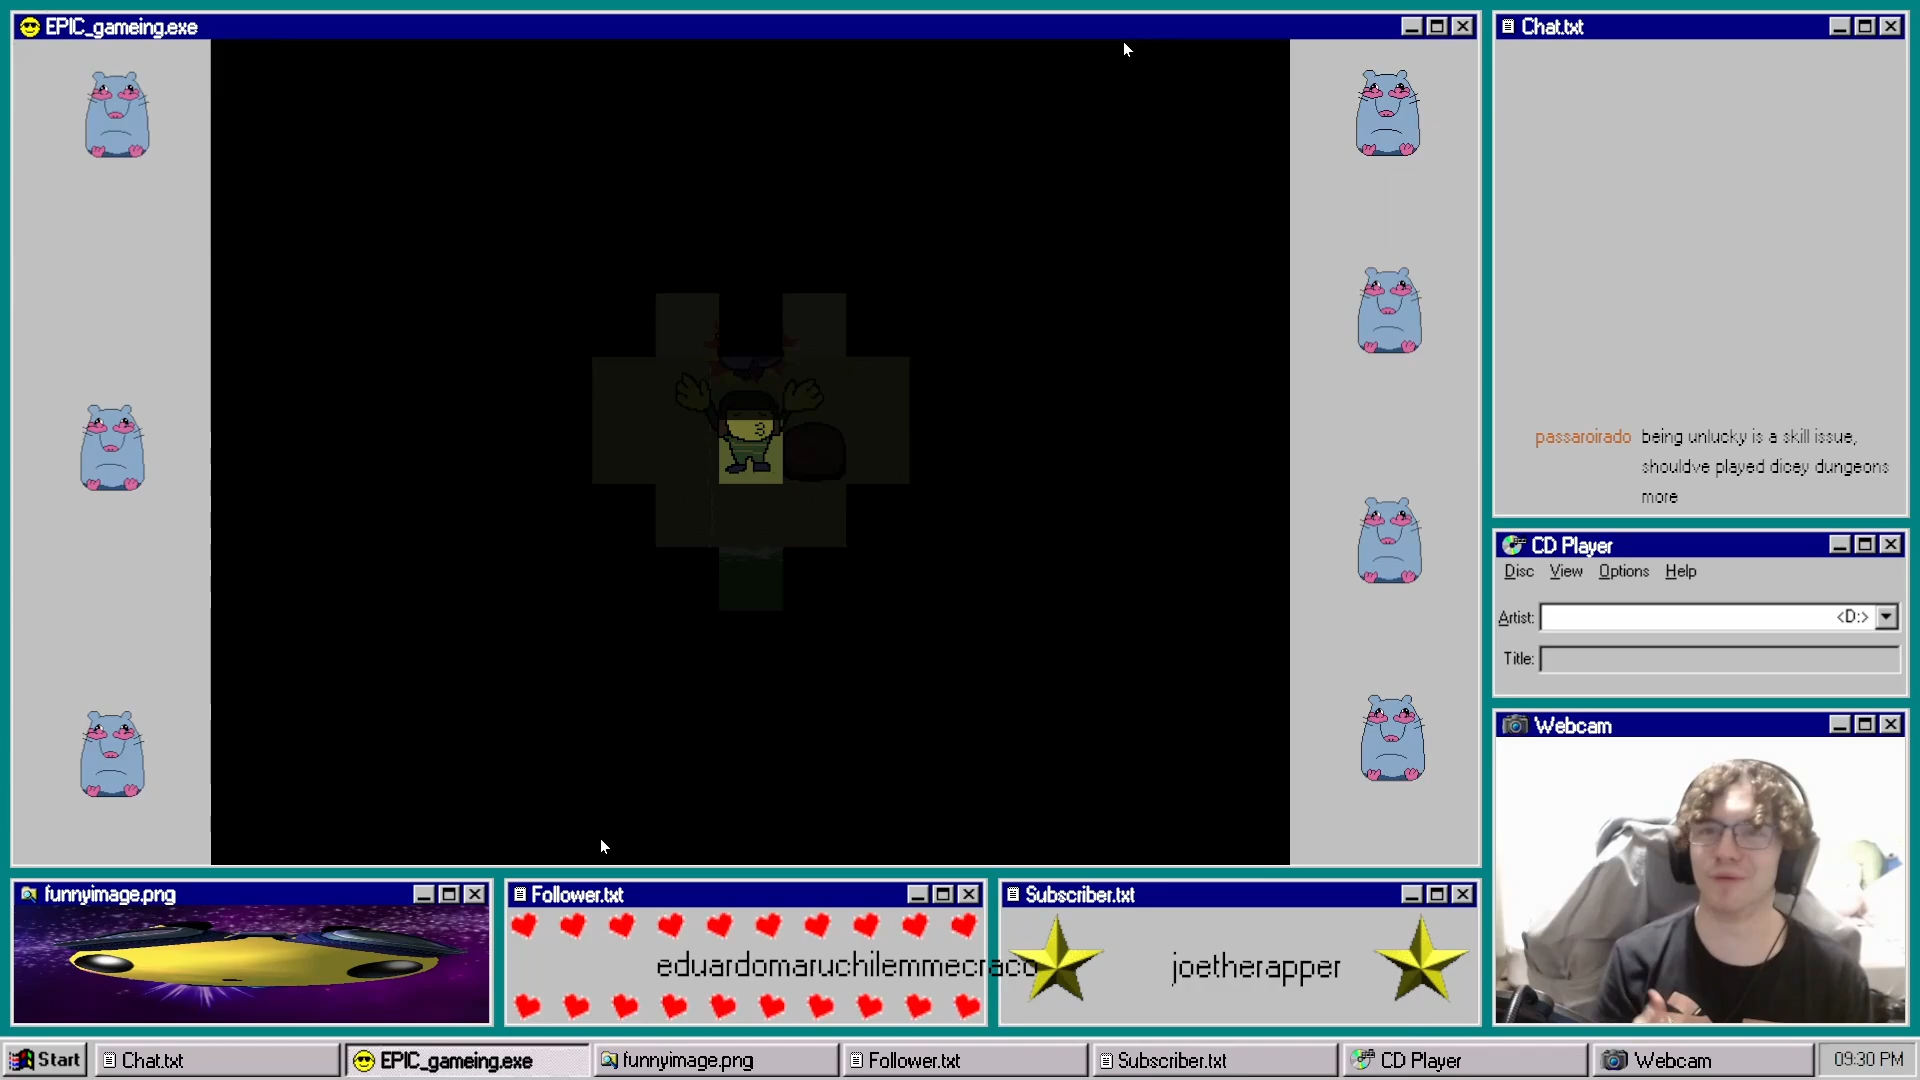 EPIC_gameing.exe
Chat.txt
passaroirado being unlucky is a skill issue,
shouldve played dicey dungeons
more
CD Player
Disc View Options Help
Artist: <D:>
Title:
Webcam
funnyimage.png
Follower.txt
eduardomaruchilemmecraco
Subscriber.txt
joetherapper
Start
Chat.txt
EPIC_gameing.exe
funnyimage.png
Follower.txt
Subscriber.txt
CD Player
Webcam
09:30 PM